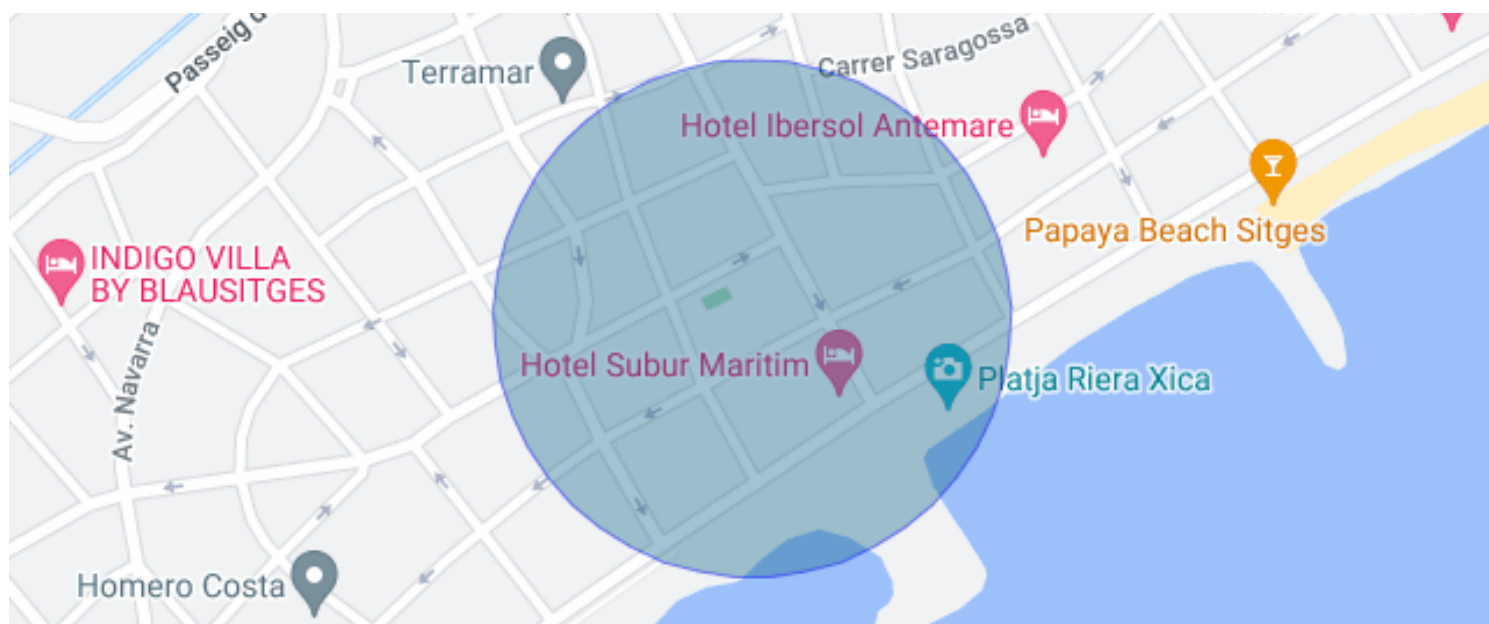 Passeig d
Terramar
Carrer Saragossa
Hotel Ibersol Antemare
Papaya Beach Sitges
INDIGO VILLA
BY BLAUSITGES
Av. Navarra
Hotel Subur Maritim
Platja Riera Xica
Homero Costa